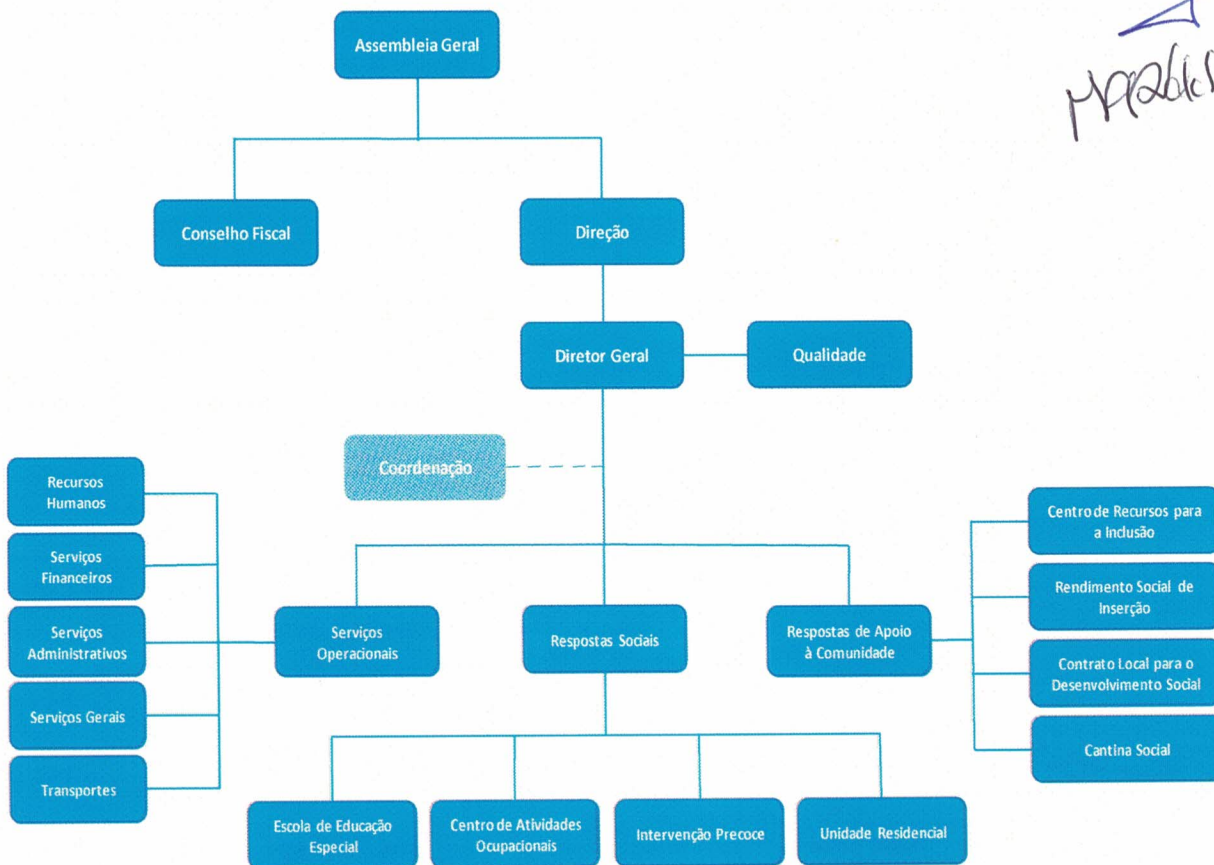 Assembleia Geral
Conselho Fiscal
Direção
Diretor Geral
Qualidade
Coordenação
Recursos
Humanos
Serviços
Financeiros
Serviços
Administrativos
Serviços Gerais
Transportes
Serviços
Operacionais
Respostas Sociais
Respostas de Apoio
à Comunidade
Centro de Recursos para
a Inclusão
Rendimento Social de
Inserção
Contrato Local para o
Desenvolvimento Social
Cantina Social
Escola de Educação
Especial
Centro de Atividades
Ocupacionais
Intervenção Precoce
Unidade Residencial